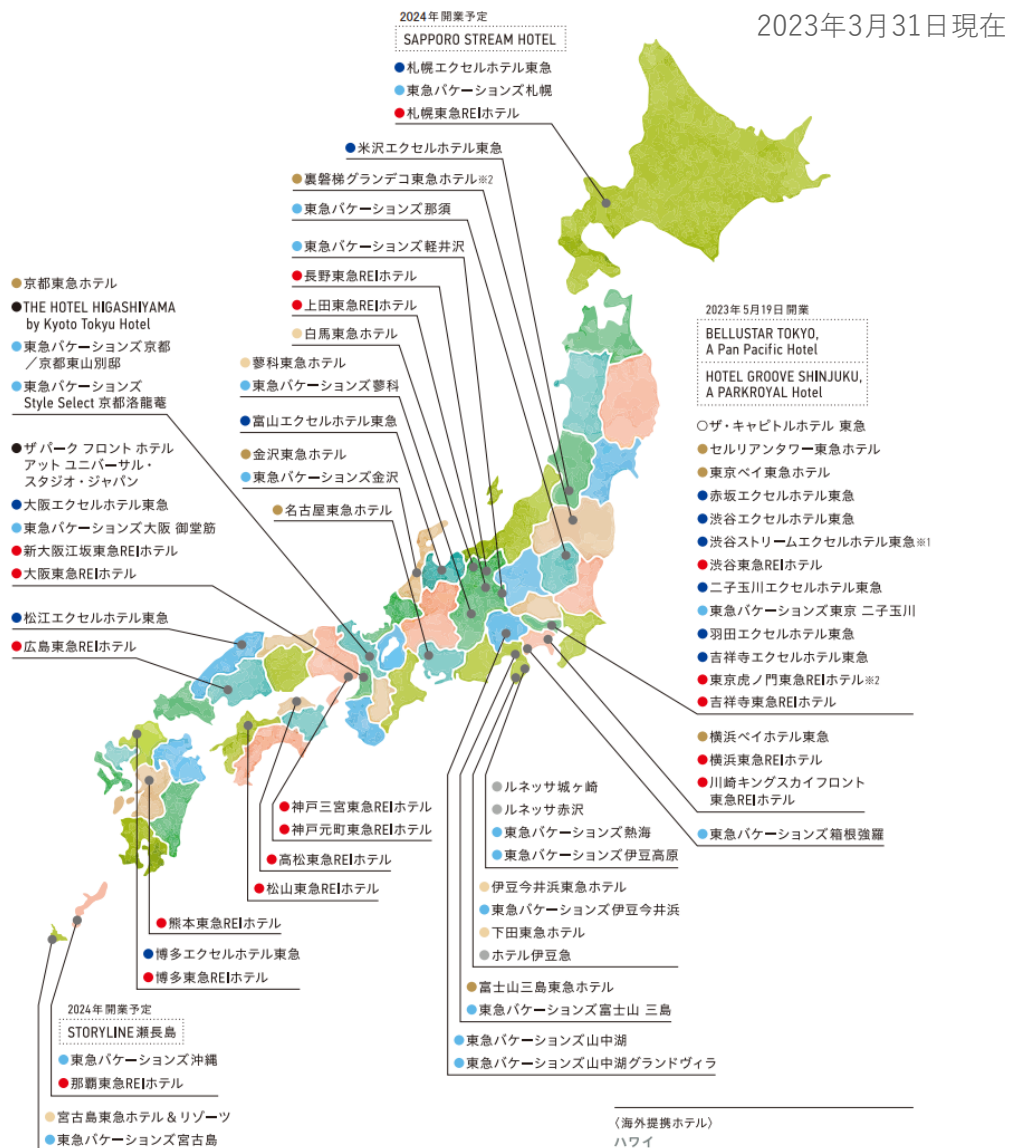 2023年3月31日現在
2024年開業予定
SAPPORO STREAM HOTEL
●札幌エクセルホテル東急
●東急バケーションズ札幌
●札幌東急REIホテル
●米沢エクセルホテル東急
●裏磐梯グランデコ東急ホテル※2
●東急バケーションズ那須
●東急バケーションズ軽井沢
●長野東急REIホテル
●上田東急REIホテル
●白馬東急ホテル
●蓼科東急ホテル
●東急バケーションズ蓼科
●富山エクセルホテル東急
●金沢東急ホテル
●東急バケーションズ金沢
●名古屋東急ホテル
●京都東急ホテル
●THE HOTEL HIGASHIYAMA
by Kyoto Tokyu Hotel
●東急バケーションズ京都
／京都東山別邸
●東急バケーションズ
Style Select 京都洛龍菴
●ザ パーク フロント ホテル
アット ユニバーサル・
スタジオ・ジャパン
●大阪エクセルホテル東急
●東急バケーションズ大阪 御堂筋
●新大阪江坂東急REIホテル
●大阪東急REIホテル
●松江エクセルホテル東急
●広島東急REIホテル
2023年5月19日開業
BELLUSTAR TOKYO,
A Pan Pacific Hotel
HOTEL GROOVE SHINJUKU,
A PARKROYAL Hotel
○ザ・キャピトルホテル 東急
●セルリアンタワー東急ホテル
●東京ベイ東急ホテル
●赤坂エクセルホテル東急
●渋谷エクセルホテル東急
●渋谷ストリームエクセルホテル東急※1
●渋谷東急REIホテル
●二子玉川エクセルホテル東急
●東急バケーションズ東京 二子玉川
●羽田エクセルホテル東急
●吉祥寺エクセルホテル東急
●東京虎ノ門東急REIホテル※2
●吉祥寺東急REIホテル
●横浜ベイホテル東急
●横浜東急REIホテル
●川崎キングスカイフロント
東急REIホテル
●東急バケーションズ箱根強羅
●ルネッサ城ヶ崎
●ルネッサ赤沢
●東急バケーションズ熱海
●東急バケーションズ伊豆高原
●伊豆今井浜東急ホテル
●東急バケーションズ伊豆今井浜
●下田東急ホテル
●ホテル伊豆急
●富士山三島東急ホテル
●東急バケーションズ富士山 三島
●東急バケーションズ山中湖
●東急バケーションズ山中湖グランドヴィラ
●神戸三宮東急REIホテル
●神戸元町東急REIホテル
●高松東急REIホテル
●松山東急REIホテル
●熊本東急REIホテル
●博多エクセルホテル東急
●博多東急REIホテル
2024年開業予定
STORYLINE瀬長島
●東急バケーションズ沖縄
●那覇東急REIホテル
●宮古島東急ホテル＆リゾーツ
●東急バケーションズ宮古島
〈海外提携ホテル〉
ハワイ